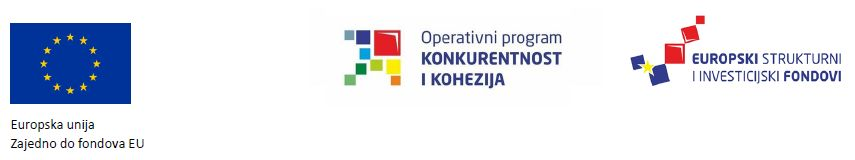 Europska unija
Zajedno do fondova EU
Operativni program
KONKURENTNOST
I KOHEZIJA
EUROPSKI STRUKTURNI
I INVESTICIJSKI FONDOVI